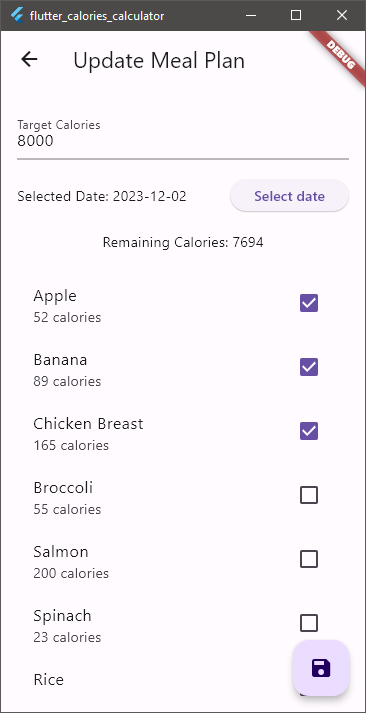 flutter_calories_calculator
DEBUG
Update Meal Plan
Target Calories
8000
Selected Date: 2023-12-02
Select date
Remaining Calories: 7694
Apple
52 calories
Banana
89 calories
Chicken Breast
165 calories
Broccoli
55 calories
Salmon
200 calories
Spinach
23 calories
Rice